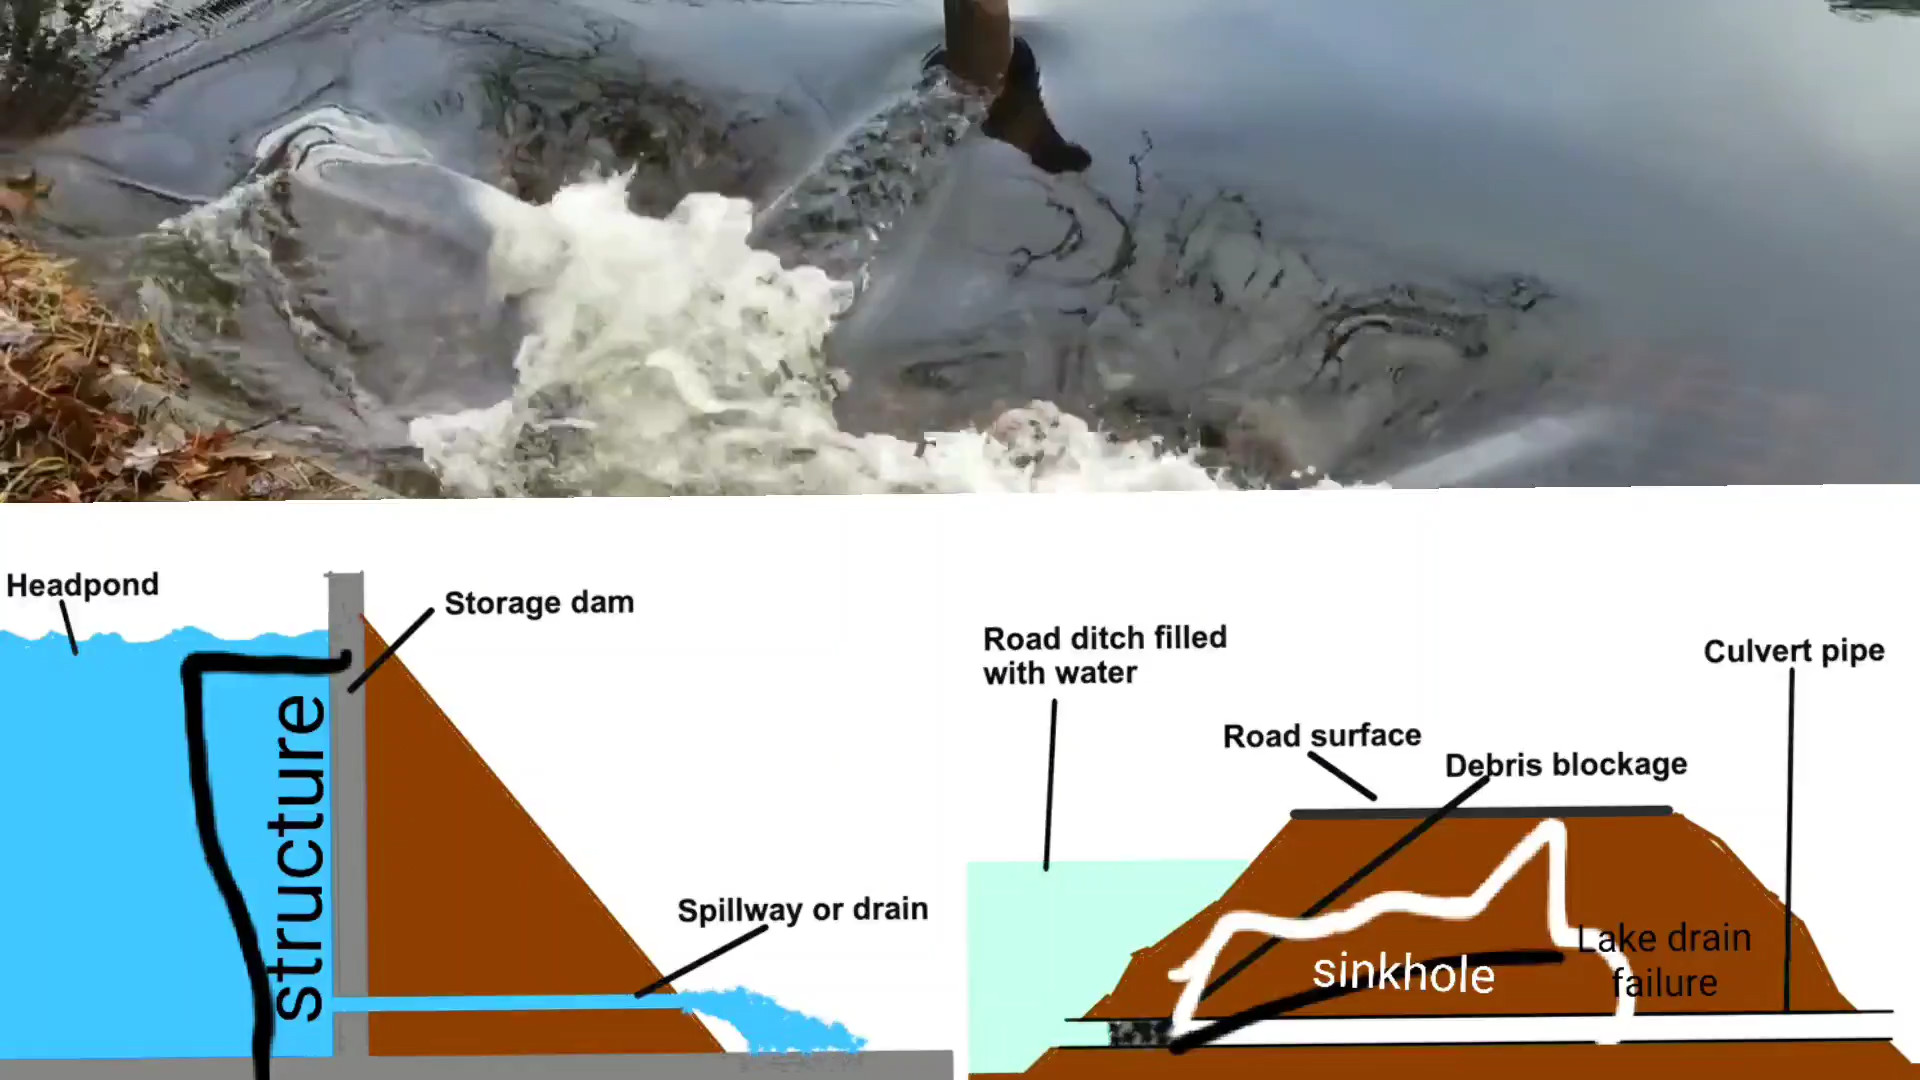 Headpond
Storage dam
structure
Spillway or drain
Road ditch filled
with water
Road surface
Debris blockage
Culvert pipe
sinkhole
Lake drain
failure